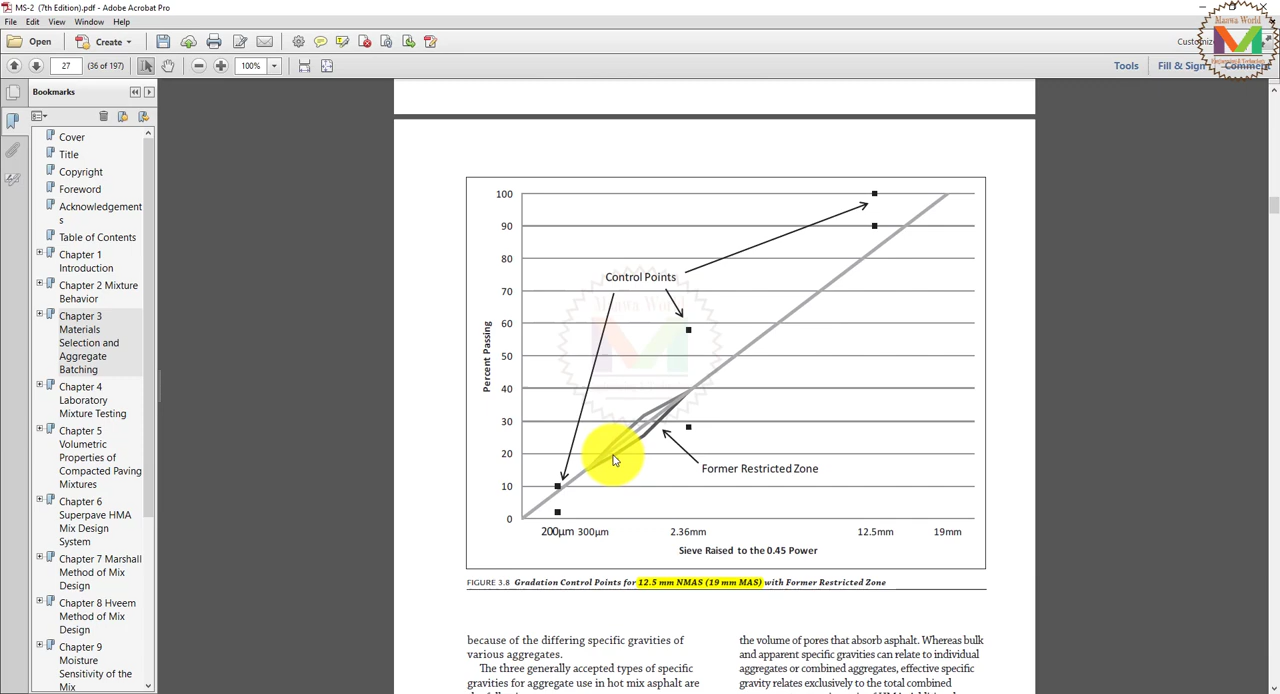 MS-2 (7th Edition).pdf - Adobe Acrobat Pro
File Edit View Window Help
Open Create Customize
27 (36 of 197) 100% Tools Fill & Sign Comment
Mauwa World
Bookmarks
Cover
Title
Copyright
Foreword
Acknowledgement
s
Table of Contents
Chapter 1
Introduction
Chapter 2 Mixture
Behavior
Chapter 3
Materials
Selection and
Aggregate
Batching
Chapter 4
Laboratory
Mixture Testing
Chapter 5
Volumetric
Properties of
Compacted Paving
Mixtures
Chapter 6
Superpave HMA
Mix Design
System
Chapter 7 Marshall
Method of Mix
Design
Chapter 8 Hveem
Method of Mix
Design
Chapter 9
Moisture
Sensitivity of the
Mix
100
90
80
70
60
50
40
30
20
10
0
Percent Passing
Control Points
Mauwa World
Former Restricted Zone
200µm 300µm 2.36mm 12.5mm 19mm
Sieve Raised to the 0.45 Power
FIGURE 3.8 Gradation Control Points for 12.5 mm NMAS (19 mm MAS) with Former Restricted Zone
because of the differing specific gravities of
various aggregates.
The three generally accepted types of specific
gravities for aggregate use in hot mix asphalt are
the volume of pores that absorb asphalt. Whereas bulk
and apparent specific gravities can relate to individual
aggregates or combined aggregates, effective specific
gravity relates exclusively to the total combined